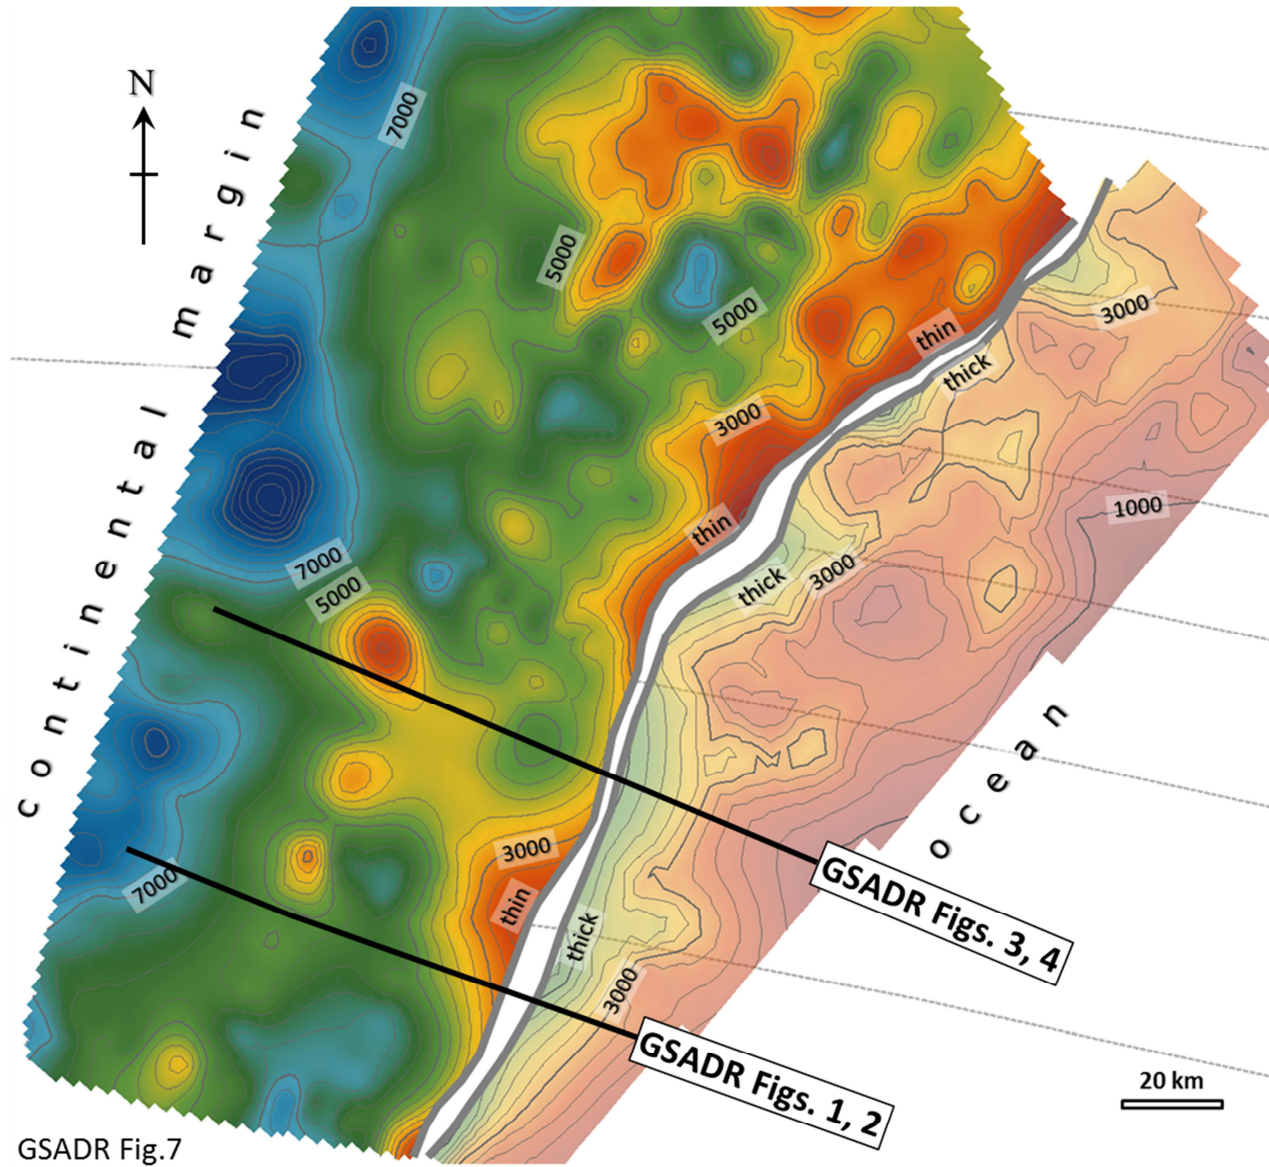 N
continental margin
7000
5000
5000
3000
thin
thick
3000
3000
thin
thick
3000
1000
7000
5000
3000
thin
thick
3000
7000
ocean
GSADR Figs. 3, 4
GSADR Figs. 1, 2
20 km
GSADR Fig.7